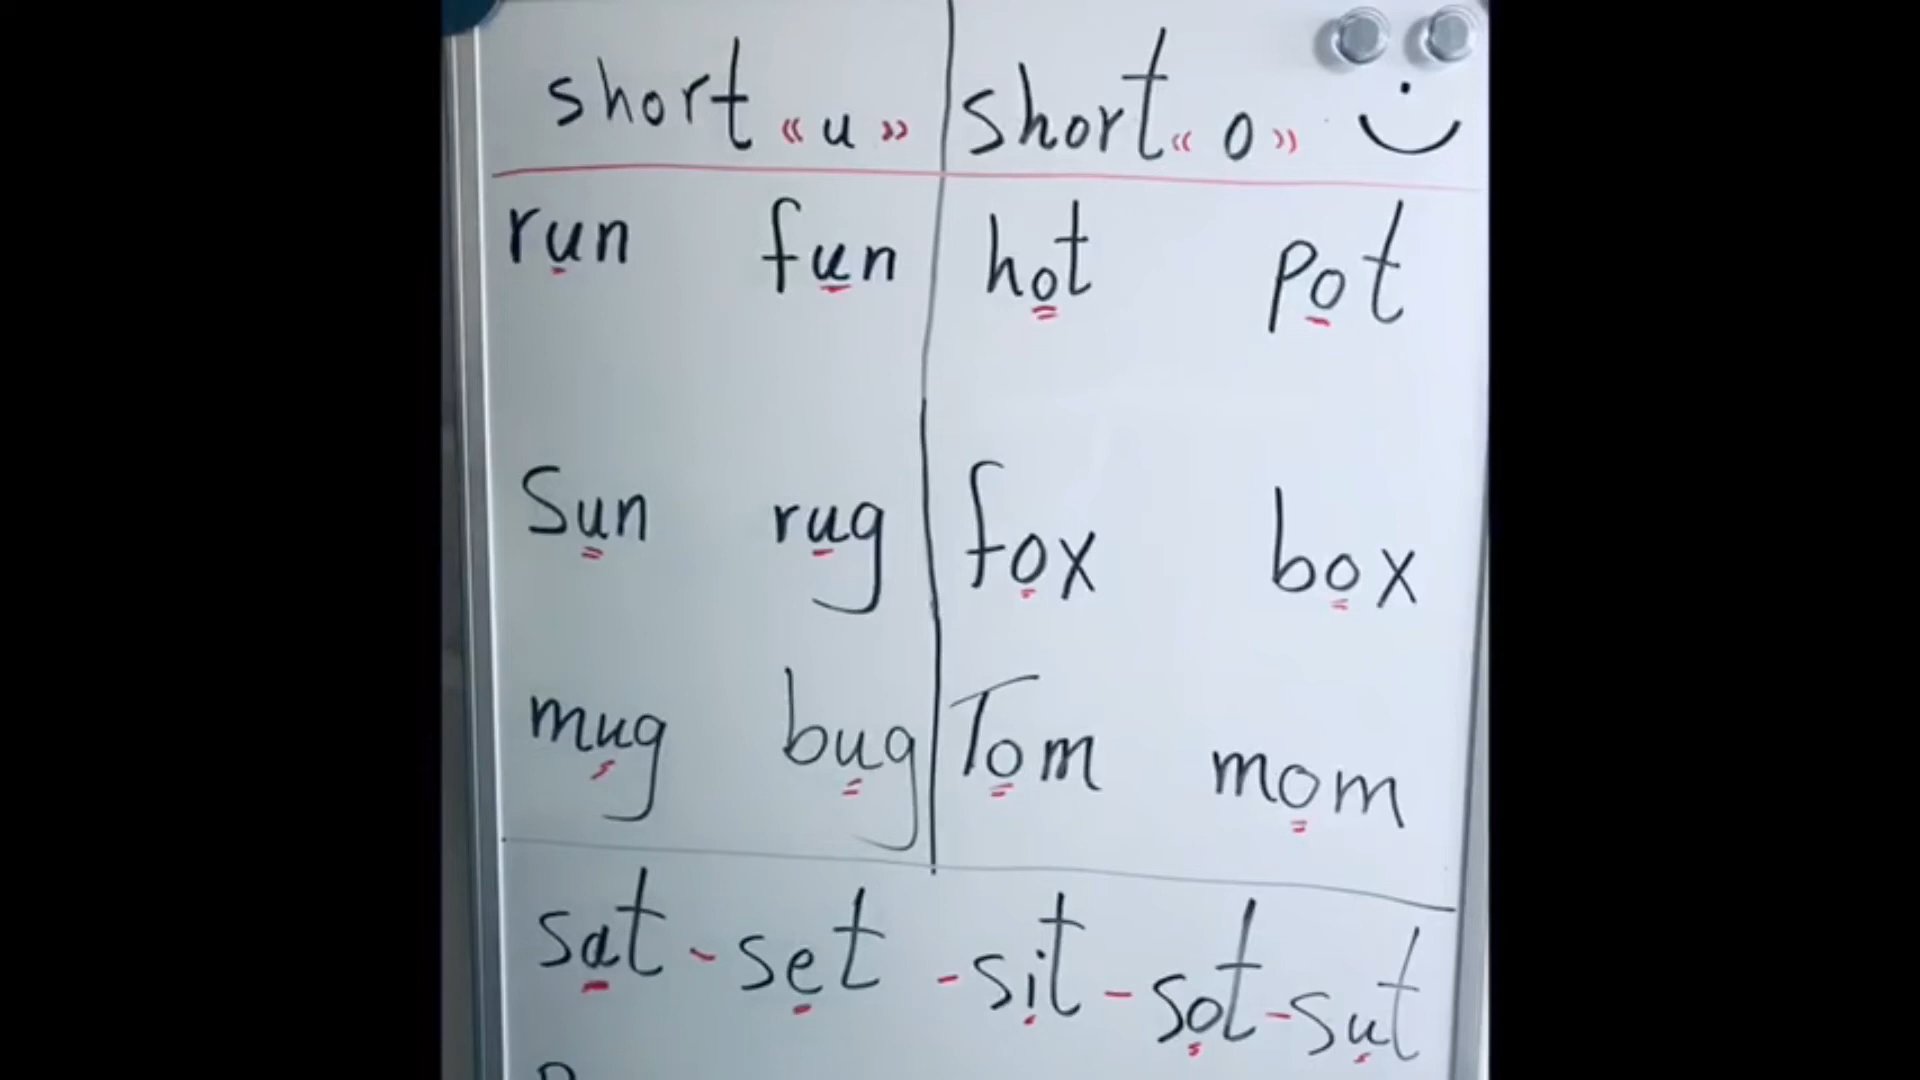 short «u» short «o»
run fun hot pot
Sun rug fox box
mug bug Tom mom
sat - set - sit - sot - sut